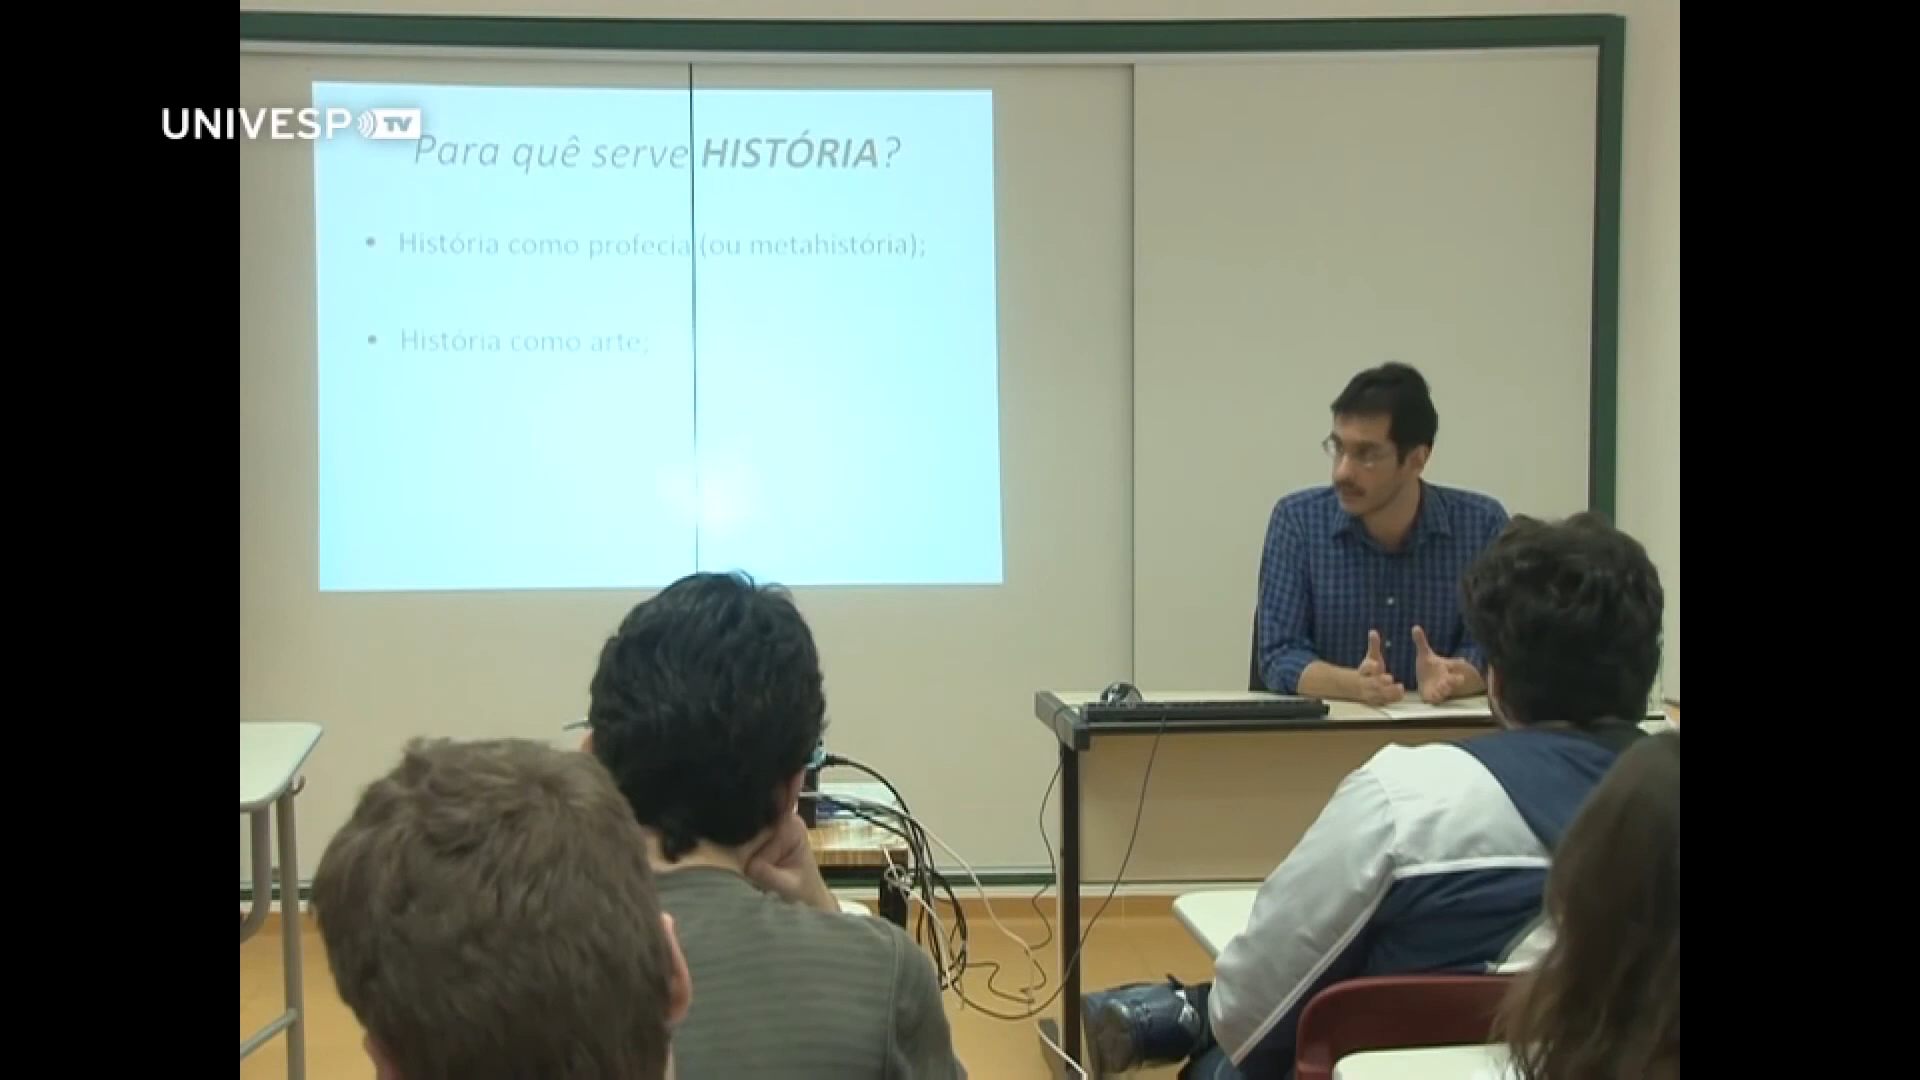 UNIVESP TV
Para quê serve HISTÓRIA?
• História como profecia (ou metahistória);
• História como arte;